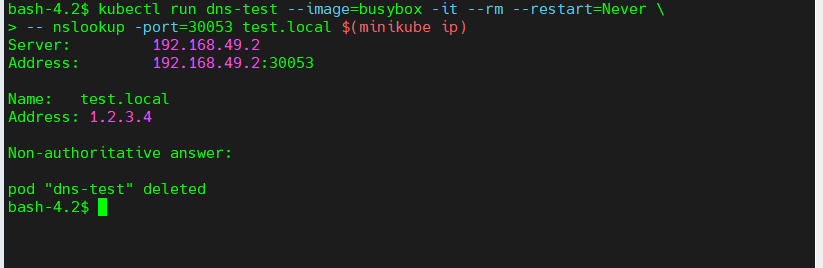 bash-4.2$ kubectl run dns-test --image=busybox -it --rm --restart=Never \
> -- nslookup -port=30053 test.local $(minikube ip)
Server:         192.168.49.2
Address:        192.168.49.2:30053
Name:   test.local
Address: 1.2.3.4
Non-authoritative answer:
pod "dns-test" deleted
bash-4.2$